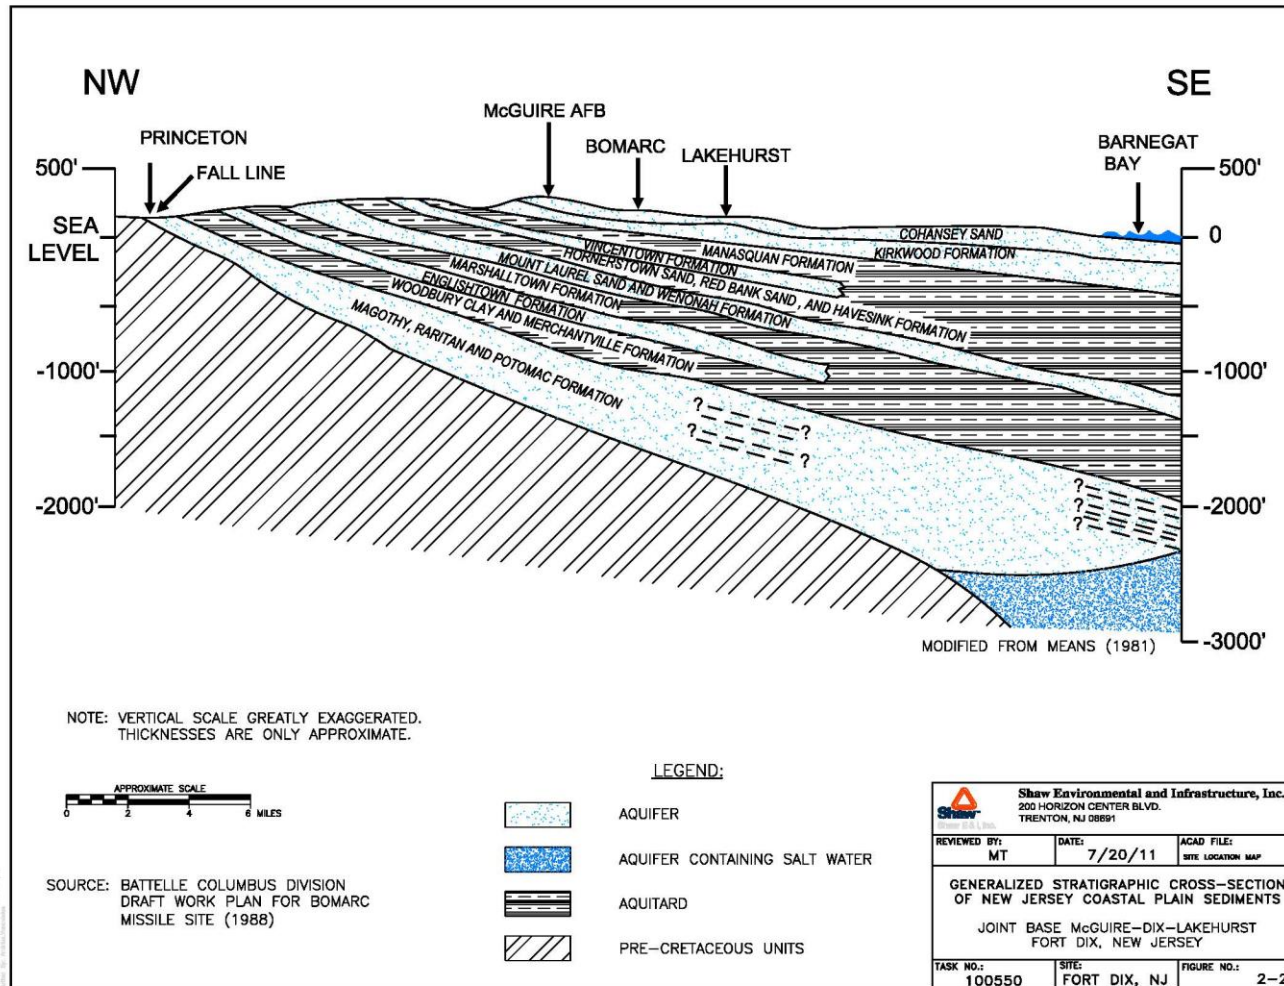 NW
SE
McGUIRE AFB
PRINCETON
BOMARC
LAKEHURST
BARNEGAT
BAY
FALL LINE
500'
500'
SEA
LEVEL
0
-1000'
-1000'
-2000'
-2000'
-3000'
COHANSEY SAND
KIRKWOOD FORMATION
MANASQUAN FORMATION
VINCENTOWN FORMATION
HORNERSTOWN SAND, RED BANK SAND, AND HAVESINK FORMATION
MOUNT LAUREL SAND AND WENONAH FORMATION
MARSHALLTOWN FORMATION
ENGLISHTOWN FORMATION
WOODBURY CLAY AND MERCHANTVILLE FORMATION
MAGOTHY, RARITAN AND POTOMAC FORMATION
? ?
? ?
?
?
?
MODIFIED FROM MEANS (1981)
NOTE: VERTICAL SCALE GREATLY EXAGGERATED.
THICKNESSES ARE ONLY APPROXIMATE.
APPROXIMATE SCALE
0 2 4 6 MILES
SOURCE: BATTELLE COLUMBUS DIVISION
DRAFT WORK PLAN FOR BOMARC
MISSILE SITE (1988)
LEGEND:
AQUIFER
AQUIFER CONTAINING SALT WATER
AQUITARD
PRE-CRETACEOUS UNITS
Shaw
Shaw E & I, Inc.
Shaw Environmental and Infrastructure, Inc.
200 HORIZON CENTER BLVD.
TRENTON, NJ 08691
REVIEWED BY:
MT
DATE:
7/20/11
ACAD FILE:
SITE LOCATION MAP
GENERALIZED STRATIGRAPHIC CROSS-SECTION
OF NEW JERSEY COASTAL PLAIN SEDIMENTS
JOINT BASE McGUIRE-DIX-LAKEHURST
FORT DIX, NEW JERSEY
TASK NO.:
100550
SITE:
FORT DIX, NJ
FIGURE NO.:
2-2